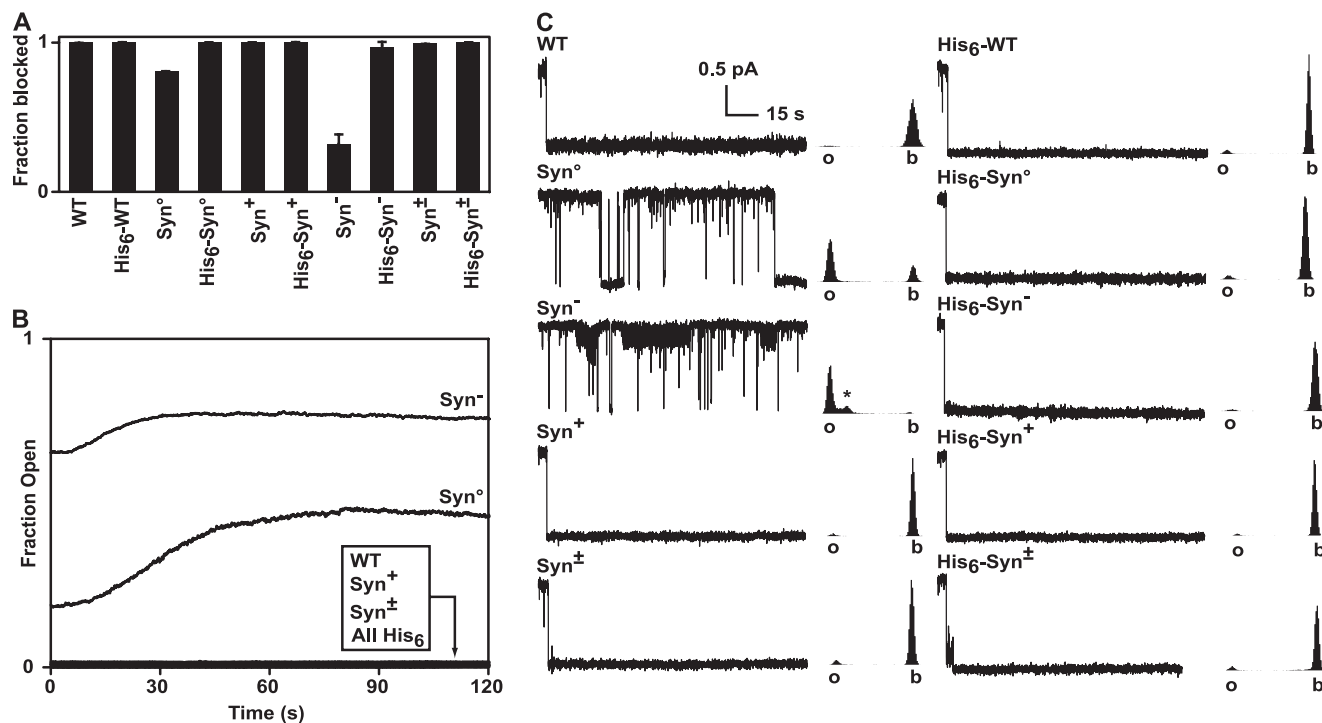 A
Fraction blocked
1
0
WT
His6-WT
Syn°
His6-Syn°
Syn+
His6-Syn+
Syn-
His6-Syn-
Syn±
His6-Syn±
B
Fraction Open
1
0
Syn-
Syn°
WT
Syn+
Syn±
All His6
0 30 60 90 120
Time (s)
C
WT
0.5 pA
15 s
o b
Syn°
o b
Syn-
*
o b
Syn+
o b
Syn±
o b
His6-WT
o b
His6-Syn°
o b
His6-Syn-
o b
His6-Syn+
o b
His6-Syn±
o b